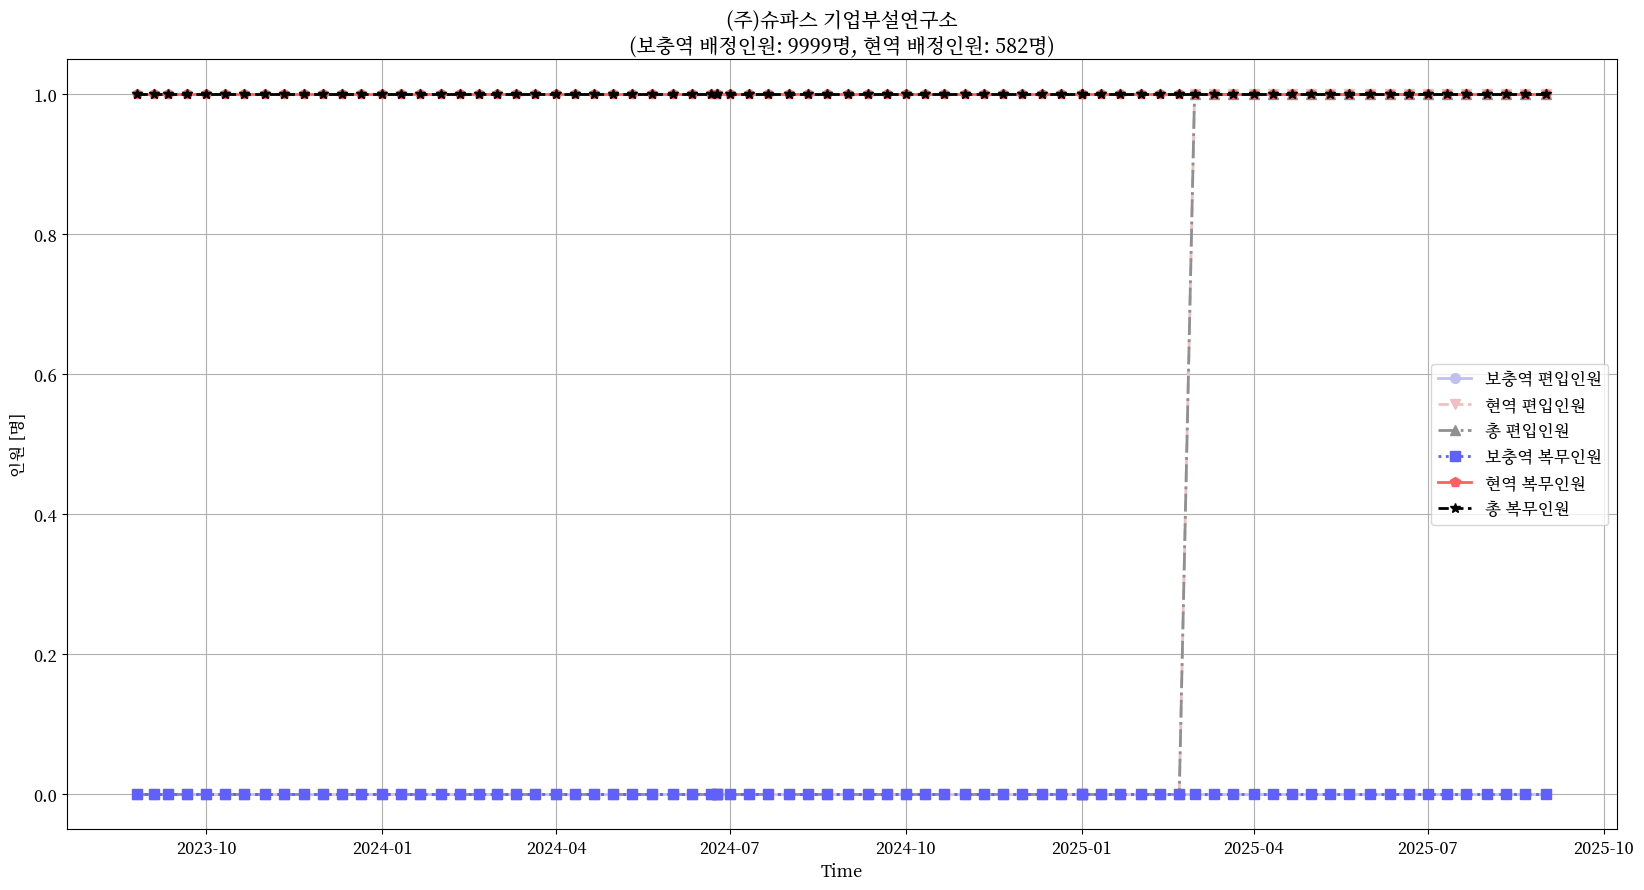 (주)슈파스 기업부설연구소
(보충역 배정인원: 9999명, 현역 배정인원: 582명)
인원 [명]
1.0
0.8
0.6
0.4
0.2
0.0
보충역 편입인원
현역 편입인원
총 편입인원
보충역 복무인원
현역 복무인원
총 복무인원
2023-10
2024-01
2024-04
2024-07
2024-10
2025-01
2025-04
2025-07
2025-10
Time